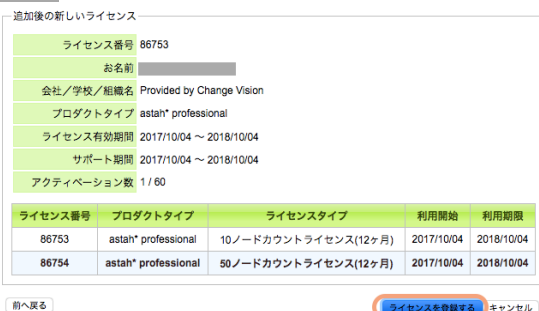 追加後の新しいライセンス
ライセンス番号 86753
お名前
会社／学校／組織名 Provided by Change Vision
プロダクトタイプ astah* professional
ライセンス有効期間 2017/10/04 ～ 2018/10/04
サポート期間 2017/10/04 ～ 2018/10/04
アクティベーション数 1 / 60
ライセンス番号 プロダクトタイプ ライセンスタイプ 利用開始 利用期限
86753 astah* professional 10ノードカウントライセンス(12ヶ月) 2017/10/04 2018/10/04
86754 astah* professional 50ノードカウントライセンス(12ヶ月) 2017/10/04 2018/10/04
前へ戻る ライセンスを登録する キャンセル